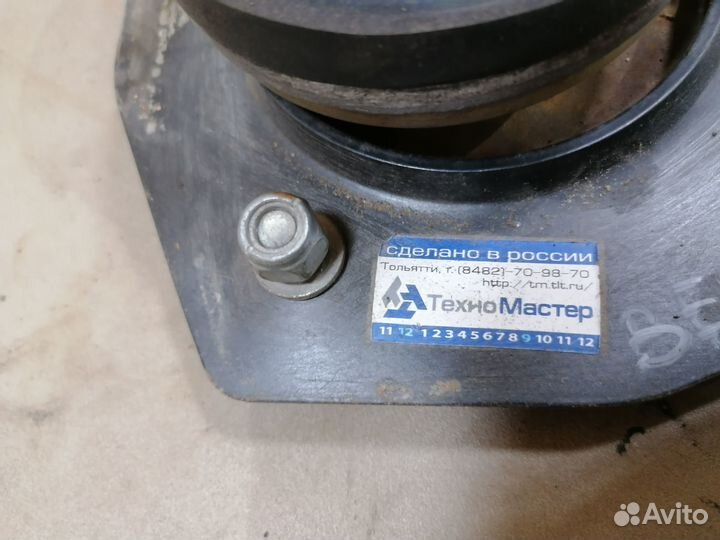 сделано в россии
Тольятти, т. (8482)-70-98-70
http://tm.tlt.ru/
ТехноМастер
11 12 1 2 3 4 5 6 7 8 9 10 11 12
Avito